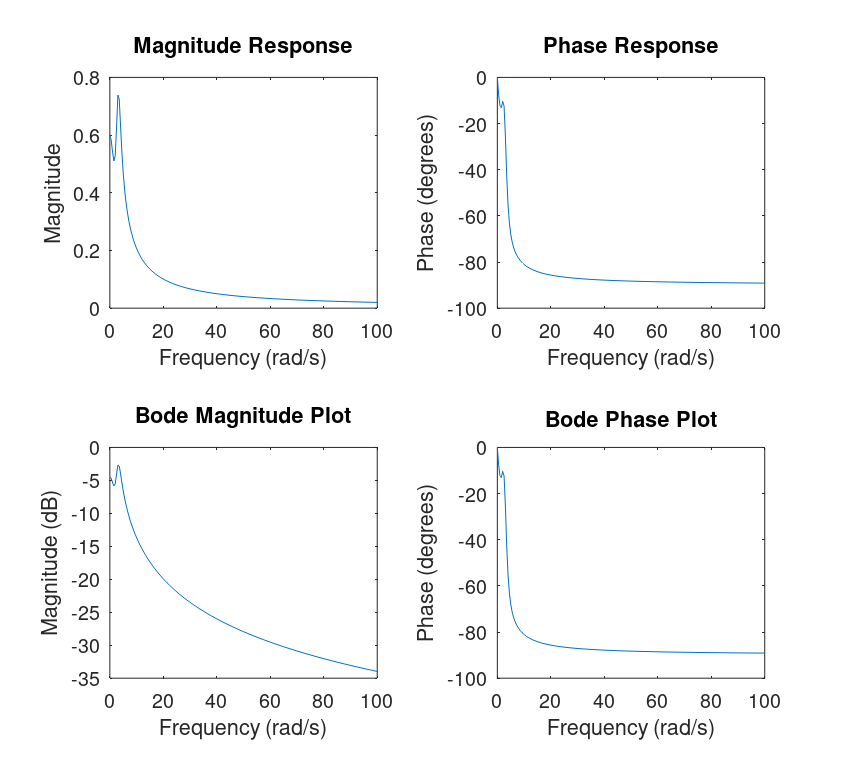 Magnitude Response
0.8
0.6
0.4
0.2
0
Magnitude
0 20 40 60 80 100
Frequency (rad/s)
Phase Response
0
-20
-40
-60
-80
-100
Phase (degrees)
0 20 40 60 80 100
Frequency (rad/s)
Bode Magnitude Plot
0
-5
-10
-15
-20
-25
-30
-35
Magnitude (dB)
0 20 40 60 80 100
Frequency (rad/s)
Bode Phase Plot
0
-20
-40
-60
-80
-100
Phase (degrees)
0 20 40 60 80 100
Frequency (rad/s)